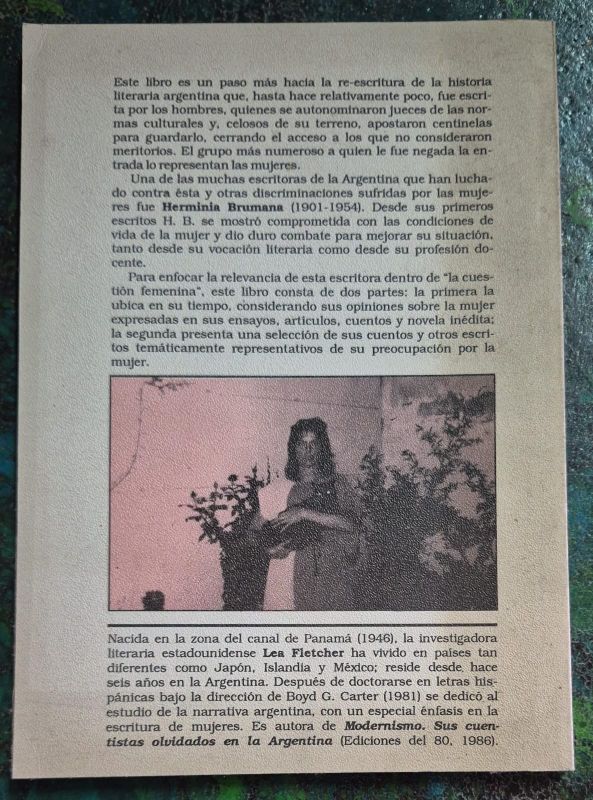 Este libro es un paso más hacia la re-escritura de la historia
literaria argentina que, hasta hace relativamente poco, fue escri-
ta por los hombres, quienes se autonominaron jueces de las nor-
mas culturales y, celosos de su terreno, apostaron centinelas
para guardarlo, cerrando el acceso a los que no consideraron
meritorios. El grupo más numeroso a quien le fue negada la en-
trada lo representan las mujeres.
Una de las muchas escritoras de la Argentina que han lucha-
do contra ésta y otras discriminaciones sufridas por las muje-
res fue Herminia Brumana (1901-1954). Desde sus primeros
escritos H. B. se mostró comprometida con las condiciones de
vida de la mujer y dio duro combate para mejorar su situación,
tanto desde su vocación literaria como desde su profesión do-
cente.
Para enfocar la relevancia de esta escritora dentro de "la cues-
tión femenina", este libro consta de dos partes: la primera la
ubica en su tiempo, considerando sus opiniones sobre la mujer
expresadas en sus ensayos, artículos, cuentos y novela inédita;
la segunda presenta una selección de sus cuentos y otros escri-
tos temáticamente representativos de su preocupación por la
mujer.
Nacida en la zona del canal de Panamá (1946), la investigadora
literaria estadounidense Lea Fletcher ha vivido en países tan
diferentes como Japón, Islandia y México; reside desde hace
seis años en la Argentina. Después de doctorarse en letras his-
pánicas bajo la dirección de Boyd G. Carter (1981) se dedicó al
estudio de la narrativa argentina, con un especial énfasis en la
escritura de mujeres. Es autora de Modernismo. Sus cuen-
tistas olvidados en la Argentina (Ediciones del 80, 1986).